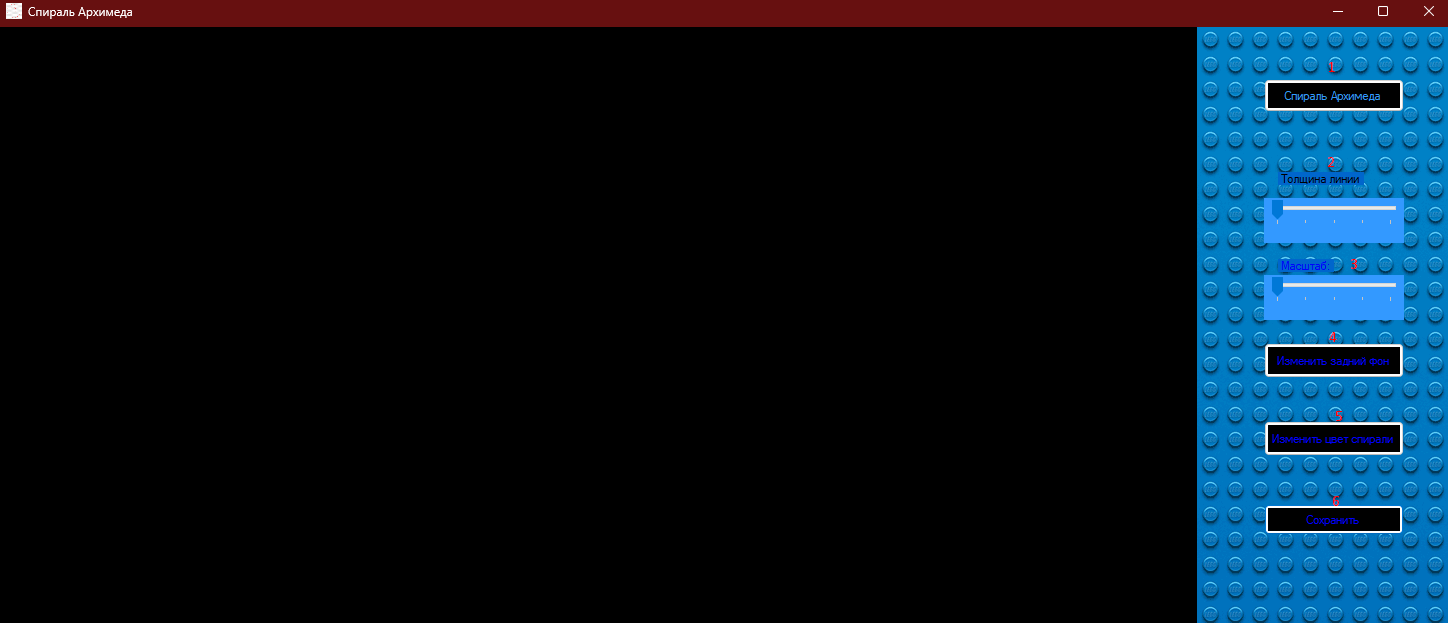 Спираль Архимеда
1
Спираль Архимеда
2
Толщина линии
Масштаб: 3
4
Изменить задний фон
5
Изменить цвет спирали
6
Сохранить